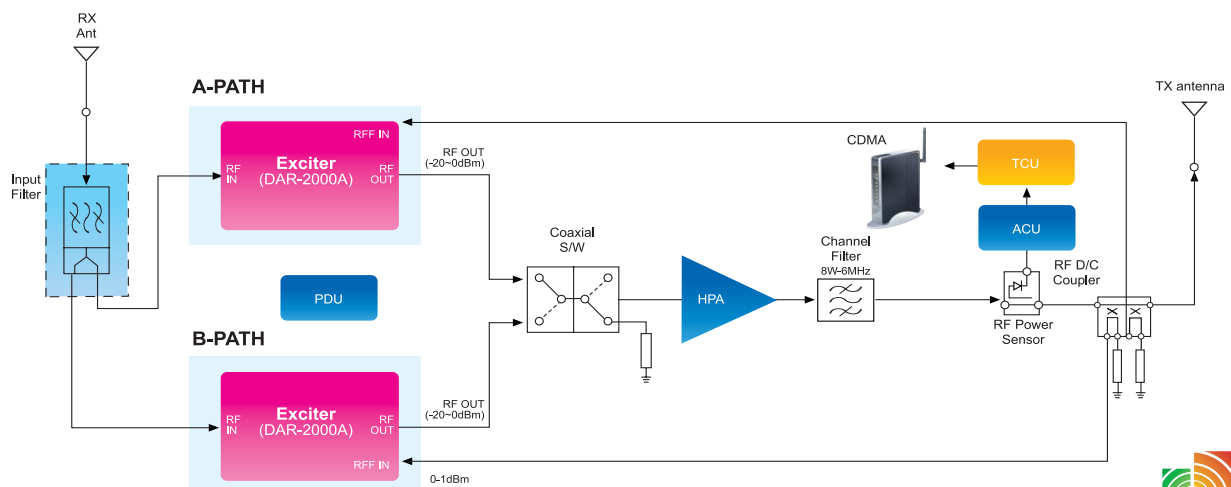 RX
Ant
Input
Filter
A-PATH
RFF IN
RF
IN
Exciter
(DAR-2000A)
RF
OUT
RF OUT
(-20~0dBm)
PDU
B-PATH
RF
IN
Exciter
(DAR-2000A)
RF
OUT
RFF IN
RF OUT
(-20~0dBm)
0~1dBm
Coaxial
S/W
HPA
Channel
Filter
8W-6MHz
CDMA
TCU
ACU
RF D/C
Coupler
RF Power
Sensor
TX antenna